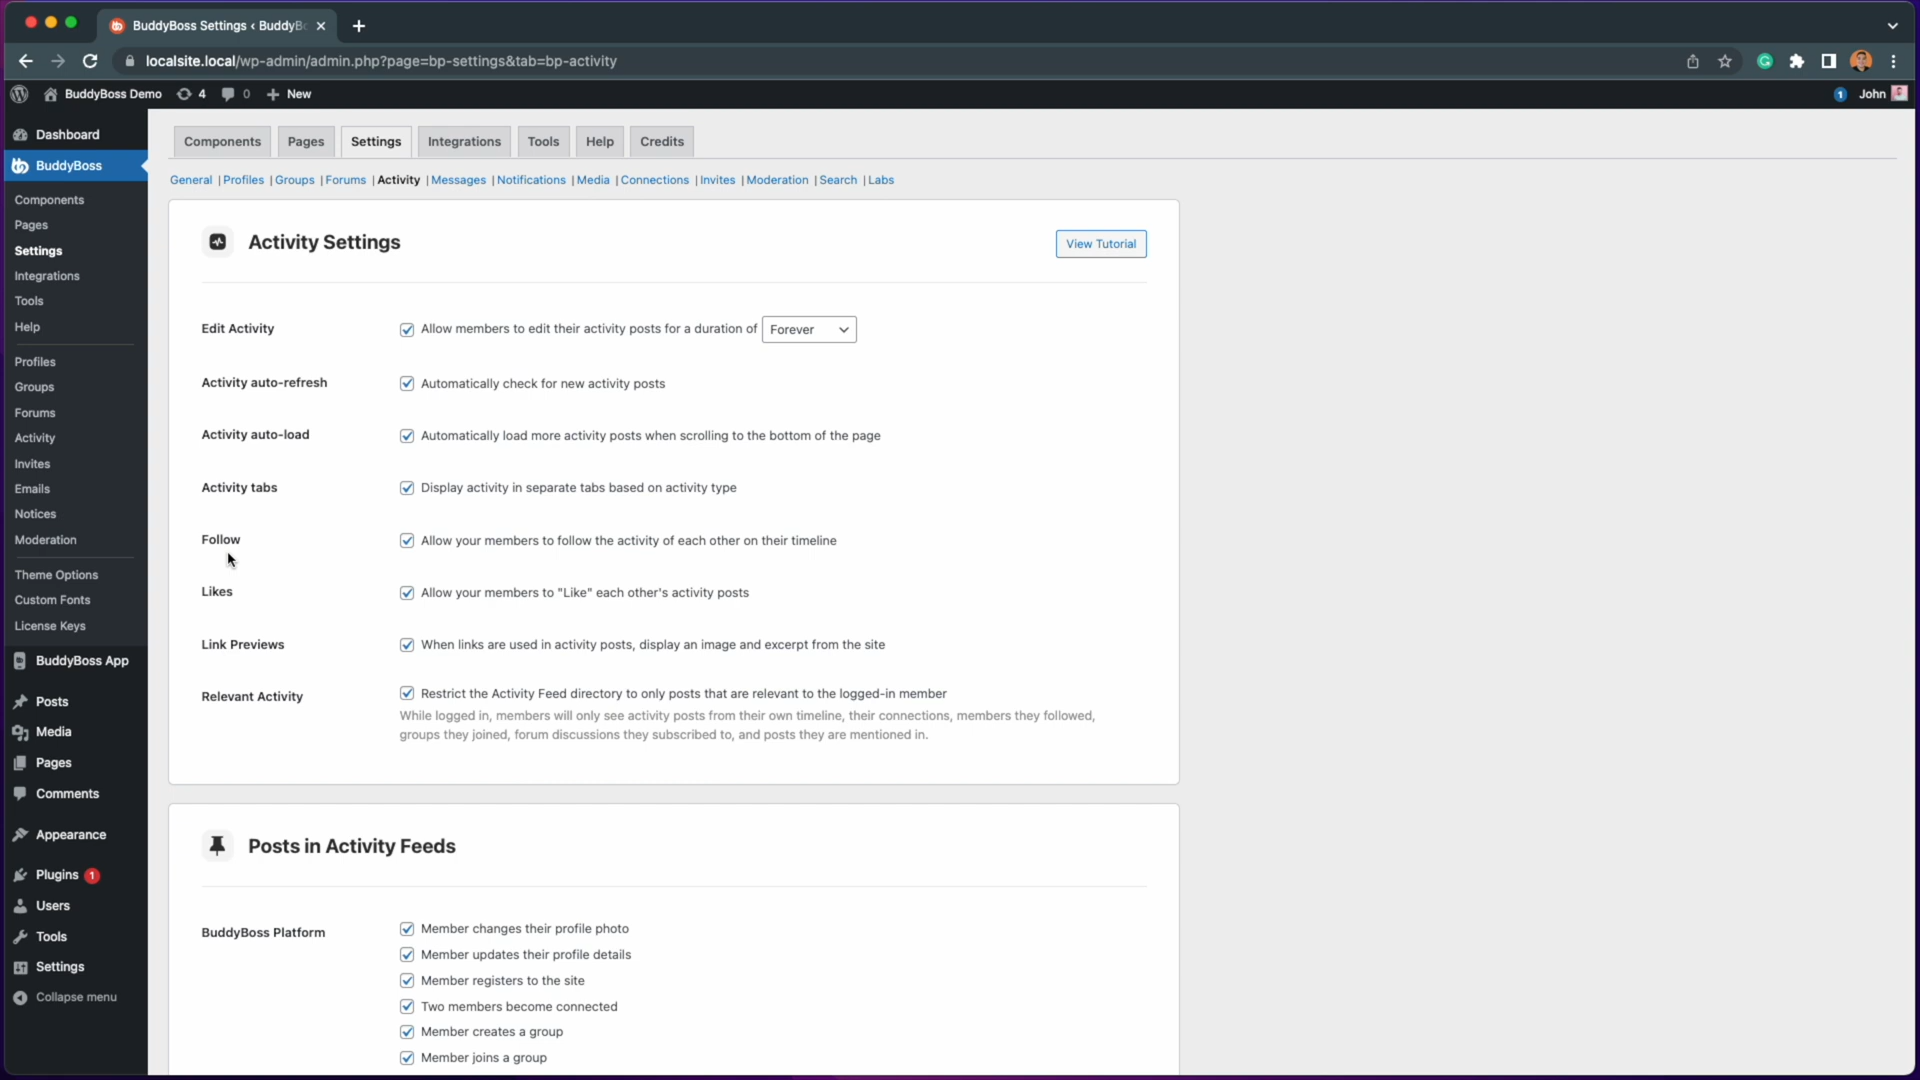 BuddyBoss Settings ‹ BuddyB
localsite.local/wp-admin/admin.php?page=bp-settings&tab=bp-activity
BuddyBoss Demo 4 0 New 1 John
Dashboard
BuddyBoss
Components
Pages
Settings
Integrations
Tools
Help
Profiles
Groups
Forums
Activity
Invites
Emails
Notices
Moderation
Theme Options
Custom Fonts
License Keys
BuddyBoss App
Posts
Media
Pages
Comments
Appearance
Plugins 1
Users
Tools
Settings
Collapse menu
Components Pages Settings Integrations Tools Help Credits
General | Profiles | Groups | Forums | Activity | Messages | Notifications | Media | Connections | Invites | Moderation | Search | Labs
Activity Settings View Tutorial
Edit Activity Allow members to edit their activity posts for a duration of Forever
Activity auto-refresh Automatically check for new activity posts
Activity auto-load Automatically load more activity posts when scrolling to the bottom of the page
Activity tabs Display activity in separate tabs based on activity type
Follow Allow your members to follow the activity of each other on their timeline
Likes Allow your members to "Like" each other's activity posts
Link Previews When links are used in activity posts, display an image and excerpt from the site
Relevant Activity Restrict the Activity Feed directory to only posts that are relevant to the logged-in member
While logged in, members will only see activity posts from their own timeline, their connections, members they followed,
groups they joined, forum discussions they subscribed to, and posts they are mentioned in.
Posts in Activity Feeds
BuddyBoss Platform Member changes their profile photo
Member updates their profile details
Member registers to the site
Two members become connected
Member creates a group
Member joins a group